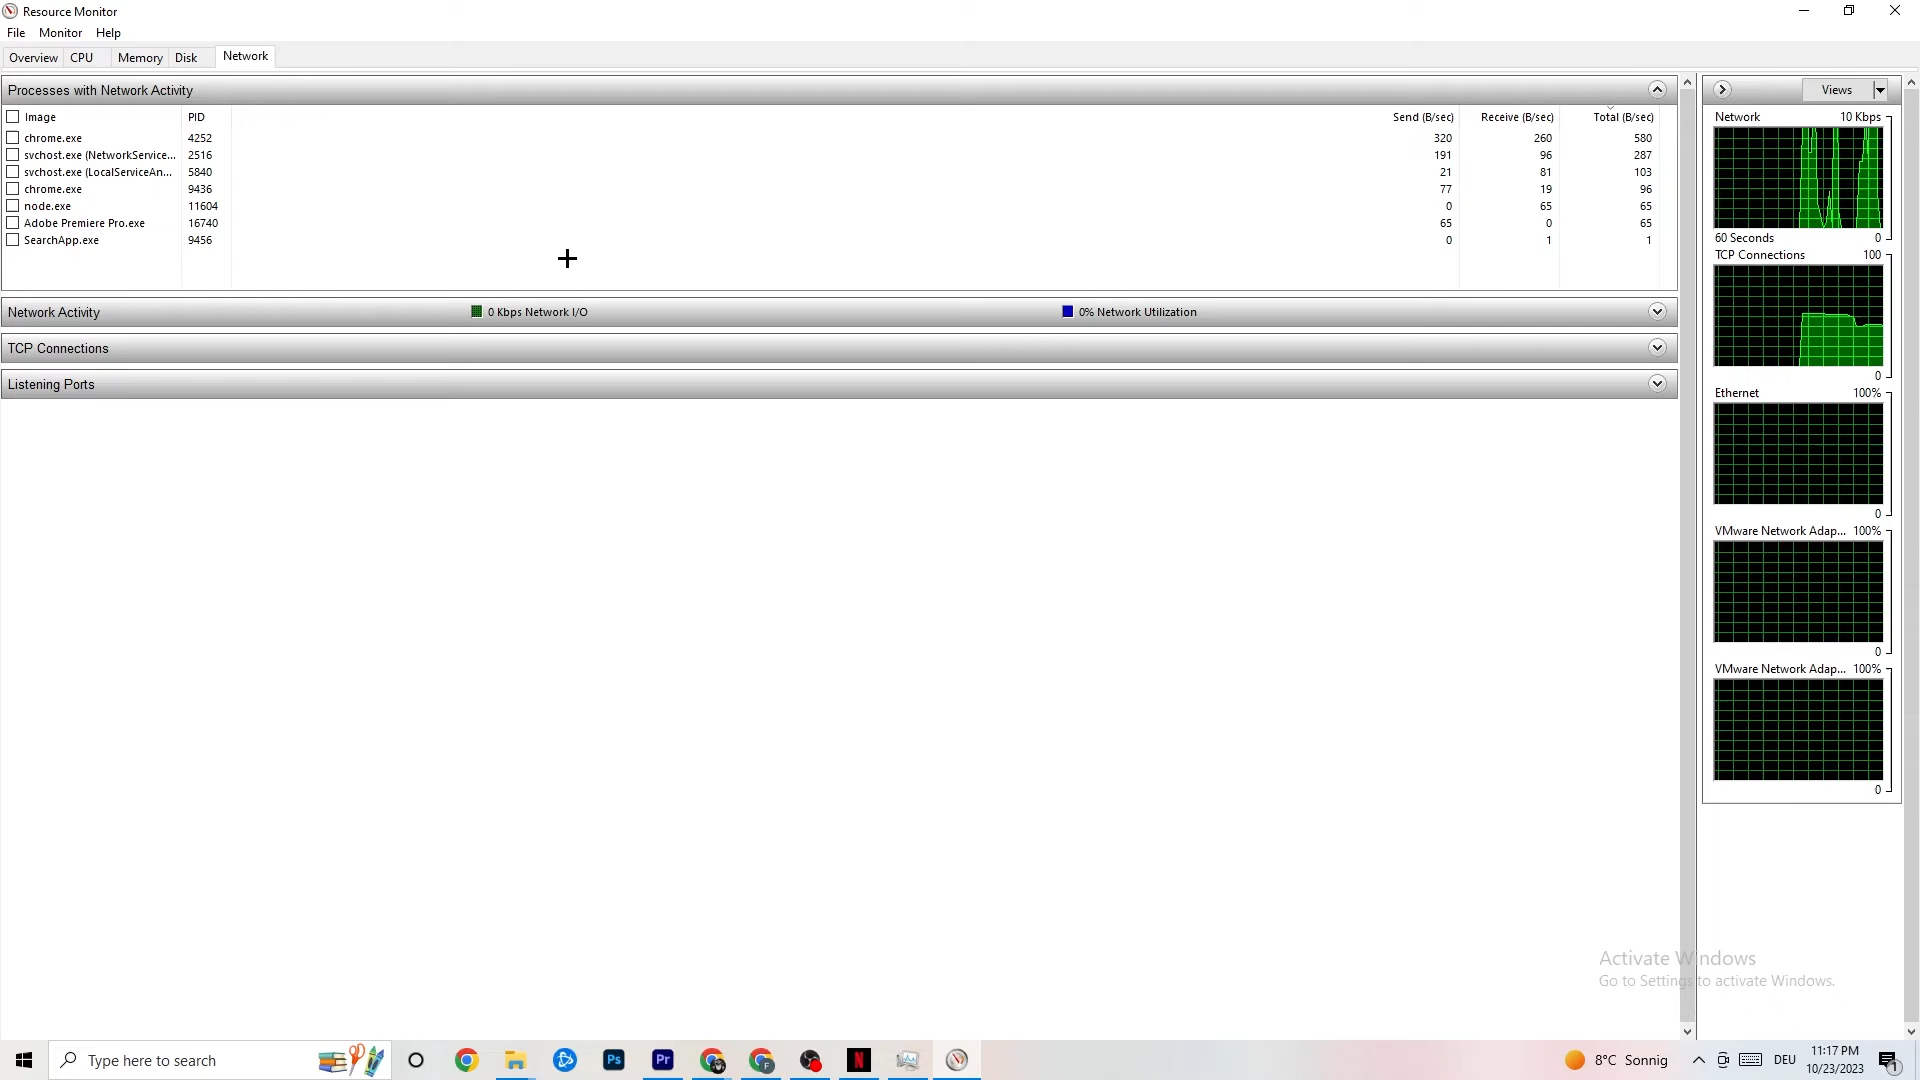 Resource Monitor
File Monitor Help
Overview CPU Memory Disk Network
Processes with Network Activity
Image PID Send (B/sec) Receive (B/sec) Total (B/sec)
chrome.exe 4252 320 260 580
svchost.exe (NetworkService... 2516 191 96 287
svchost.exe (LocalServiceAn... 5840 21 81 103
chrome.exe 9436 77 19 96
node.exe 11604 0 65 65
Adobe Premiere Pro.exe 16740 65 0 65
SearchApp.exe 9456 0 1 1
Network Activity 0 Kbps Network I/O 0% Network Utilization
TCP Connections
Listening Ports
Views
Network 10 Kbps
60 Seconds 0
TCP Connections 100
0
Ethernet 100%
0
VMware Network Adap... 100%
0
VMware Network Adap... 100%
0
Activate Windows
Go to Settings to activate Windows.
Type here to search
Ps
Pr
F
N
8°C Sonnig
DEU
11:17 PM
10/23/2023
1